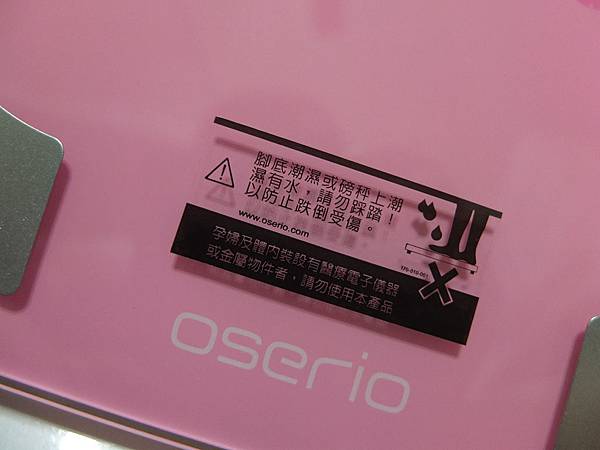 腳底潮濕或磅秤上潮
濕有水，請勿踩踏！
以防止跌倒受傷。
www.oserio.com
孕婦及體內裝設有醫療電子儀器
或金屬物件者，請勿使用本產品
oserio